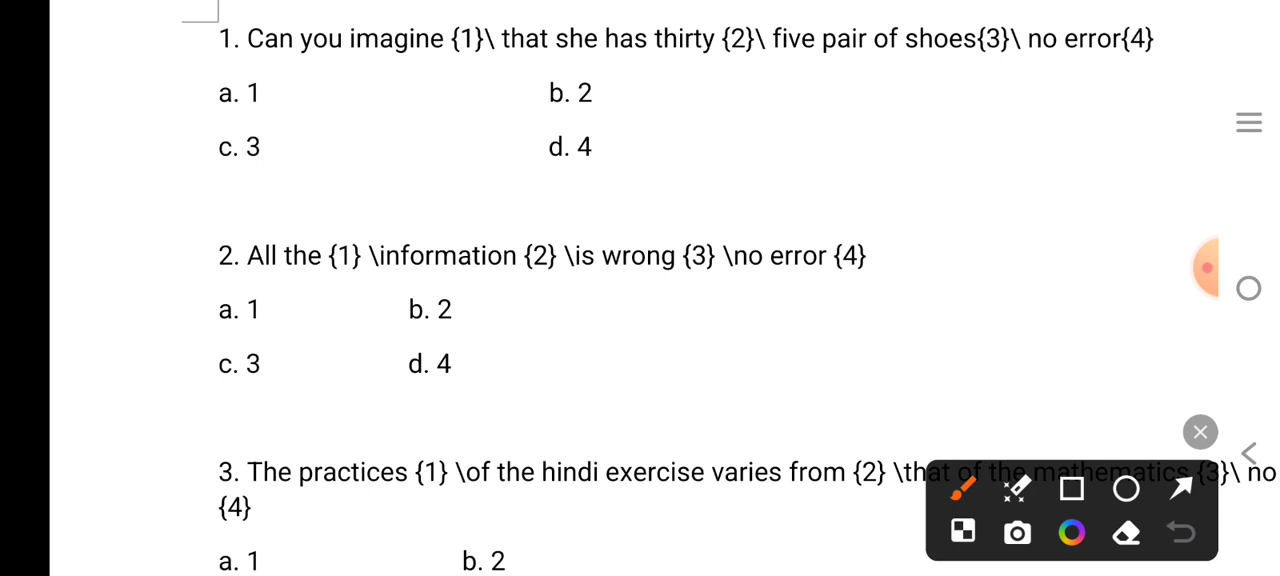 1. Can you imagine {1}\ that she has thirty {2}\ five pair of shoes{3}\ no error{4}
a. 1 b. 2
c. 3 d. 4
2. All the {1} \information {2} \is wrong {3} \no error {4}
a. 1 b. 2
c. 3 d. 4
3. The practices {1} \of the hindi exercise varies from {2} \that of the mathematics {3}\ no
{4}
a. 1 b. 2